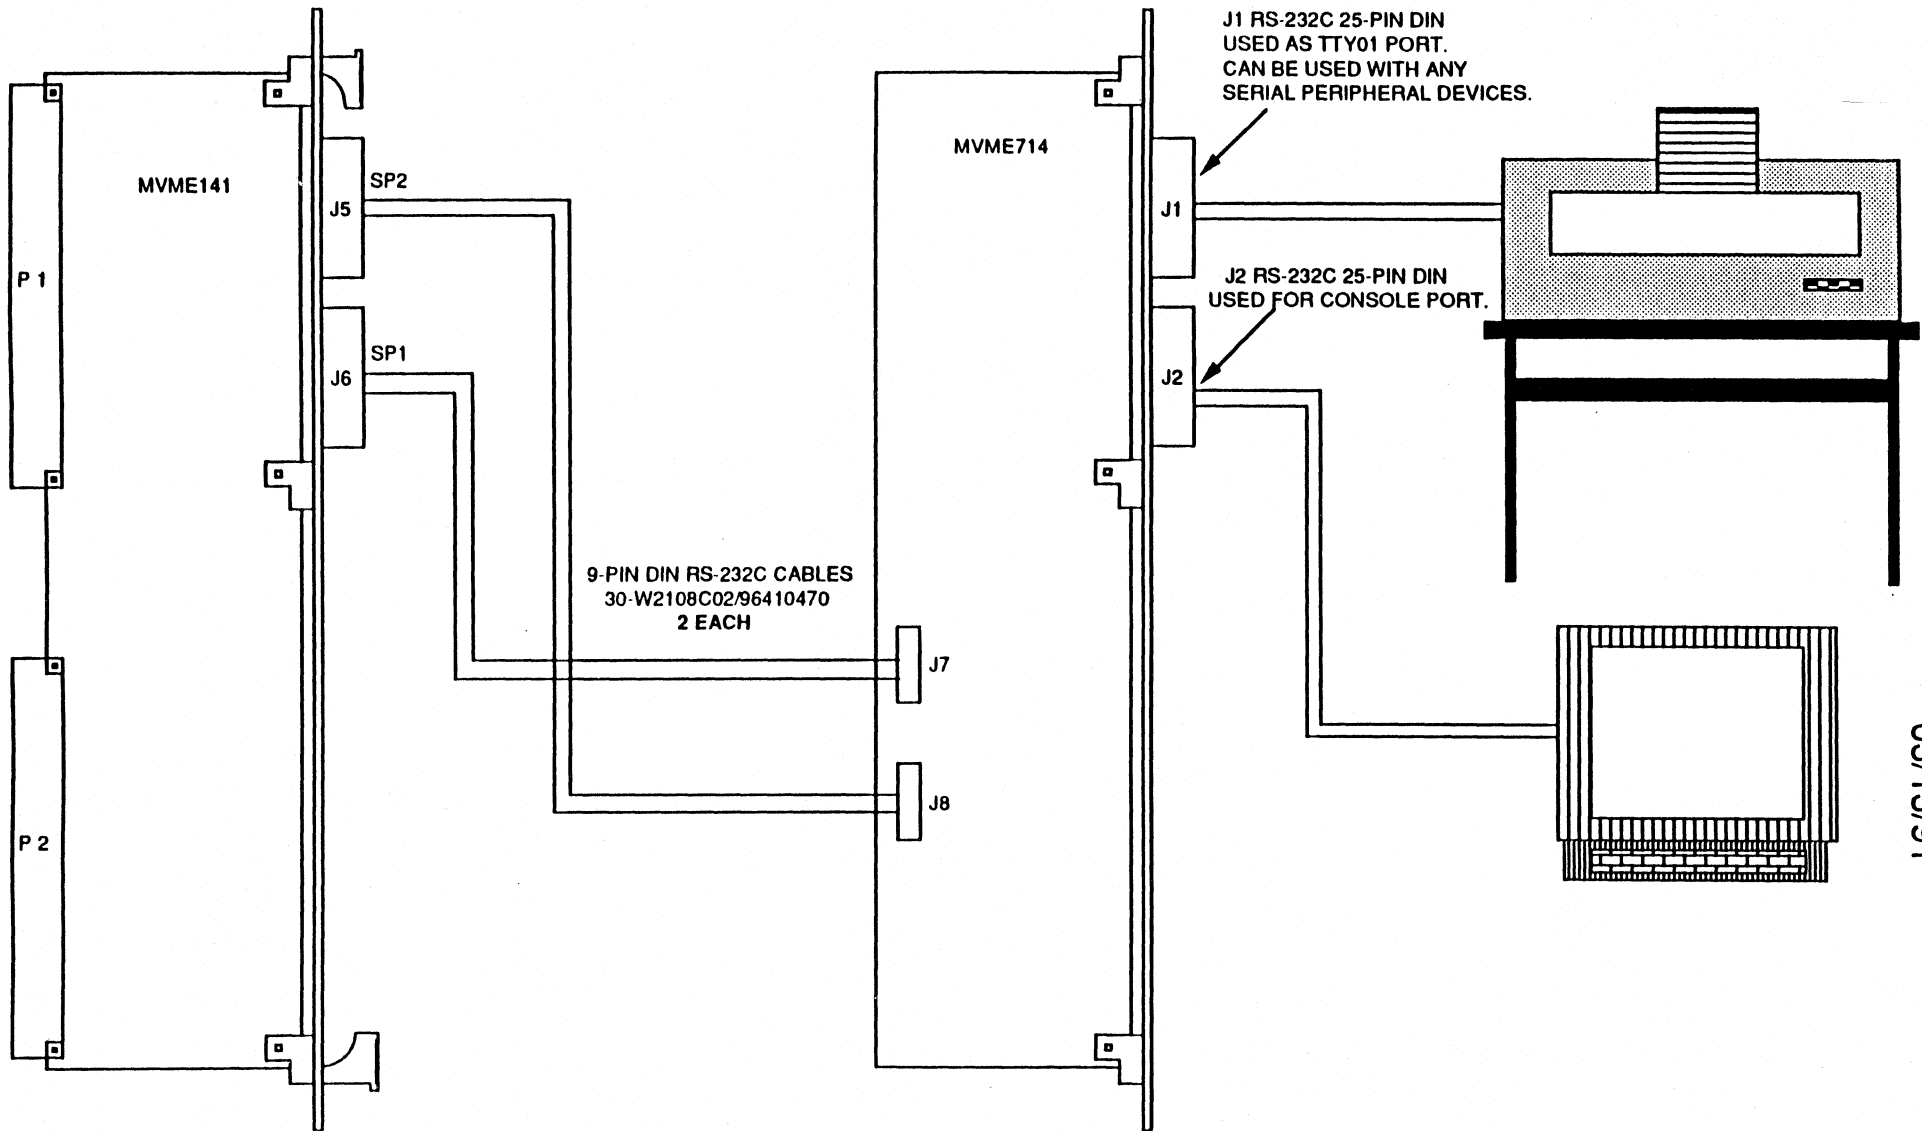 J1 RS-232C 25-PIN DIN
USED AS TTY01 PORT.
CAN BE USED WITH ANY
SERIAL PERIPHERAL DEVICES.
MVME141
SP2
J5
P 1
SP1
J6
MVME714
J1
J2 RS-232C 25-PIN DIN
USED FOR CONSOLE PORT.
J2
9-PIN DIN RS-232C CABLES
30-W2108C02/96410470
2 EACH
J7
J8
P 2